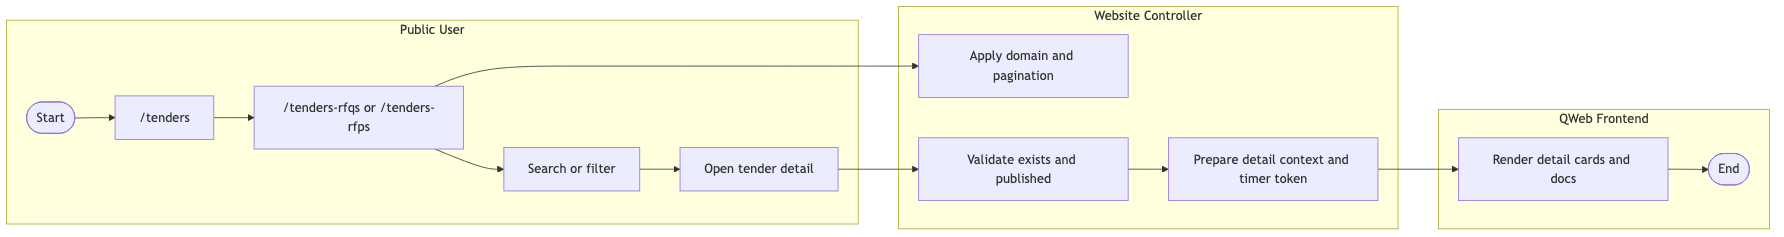 Public User
Start
/tenders
/tenders-rfqs or /tenders-
rfps
Search or filter
Open tender detail
Website Controller
Apply domain and
pagination
Validate exists and
published
Prepare detail context and
timer token
QWeb Frontend
Render detail cards and
docs
End